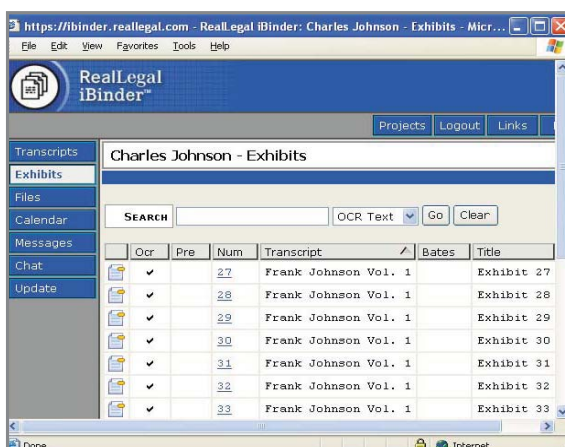 https://ibinder.reallegal.com - RealLegal iBinder: Charles Johnson - Exhibits - Micr...
File Edit View Favorites Tools Help
RealLegal
iBinder™
Projects Logout Links
Transcripts
Charles Johnson - Exhibits
Exhibits
Files
Calendar
SEARCH OCR Text Go Clear
Messages
Chat
Ocr Pre Num Transcript Bates Title
Update
27 Frank Johnson Vol. 1 Exhibit 27
28 Frank Johnson Vol. 1 Exhibit 28
29 Frank Johnson Vol. 1 Exhibit 29
30 Frank Johnson Vol. 1 Exhibit 30
31 Frank Johnson Vol. 1 Exhibit 31
32 Frank Johnson Vol. 1 Exhibit 32
33 Frank Johnson Vol. 1 Exhibit 33
Done Internet